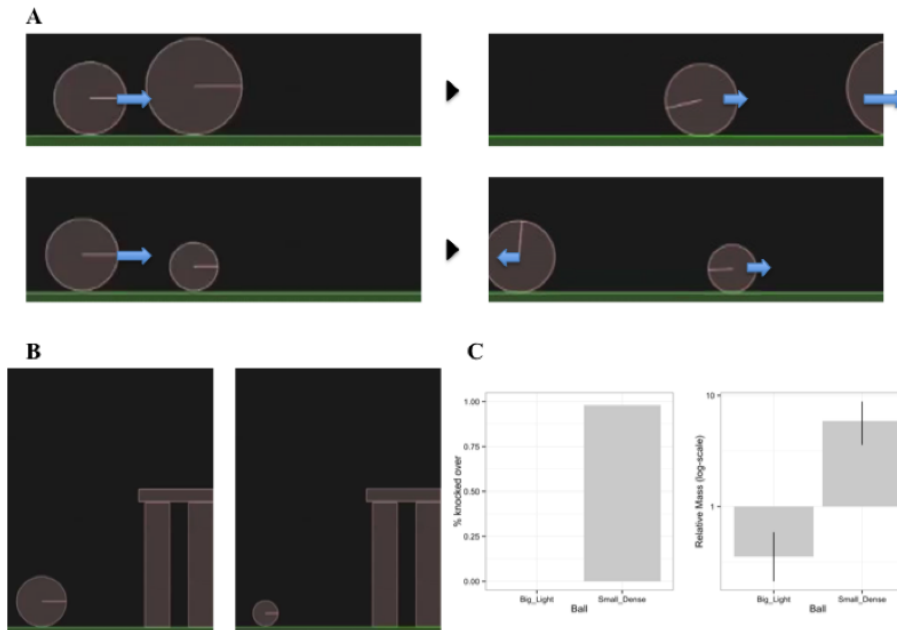 A
B
C
% knocked over
1.00
0.75
0.50
0.25
0.00
Big_Light
Small_Dense
Ball
Relative Mass (log-scale)
10
1
Big_Light
Small_Dense
Ball